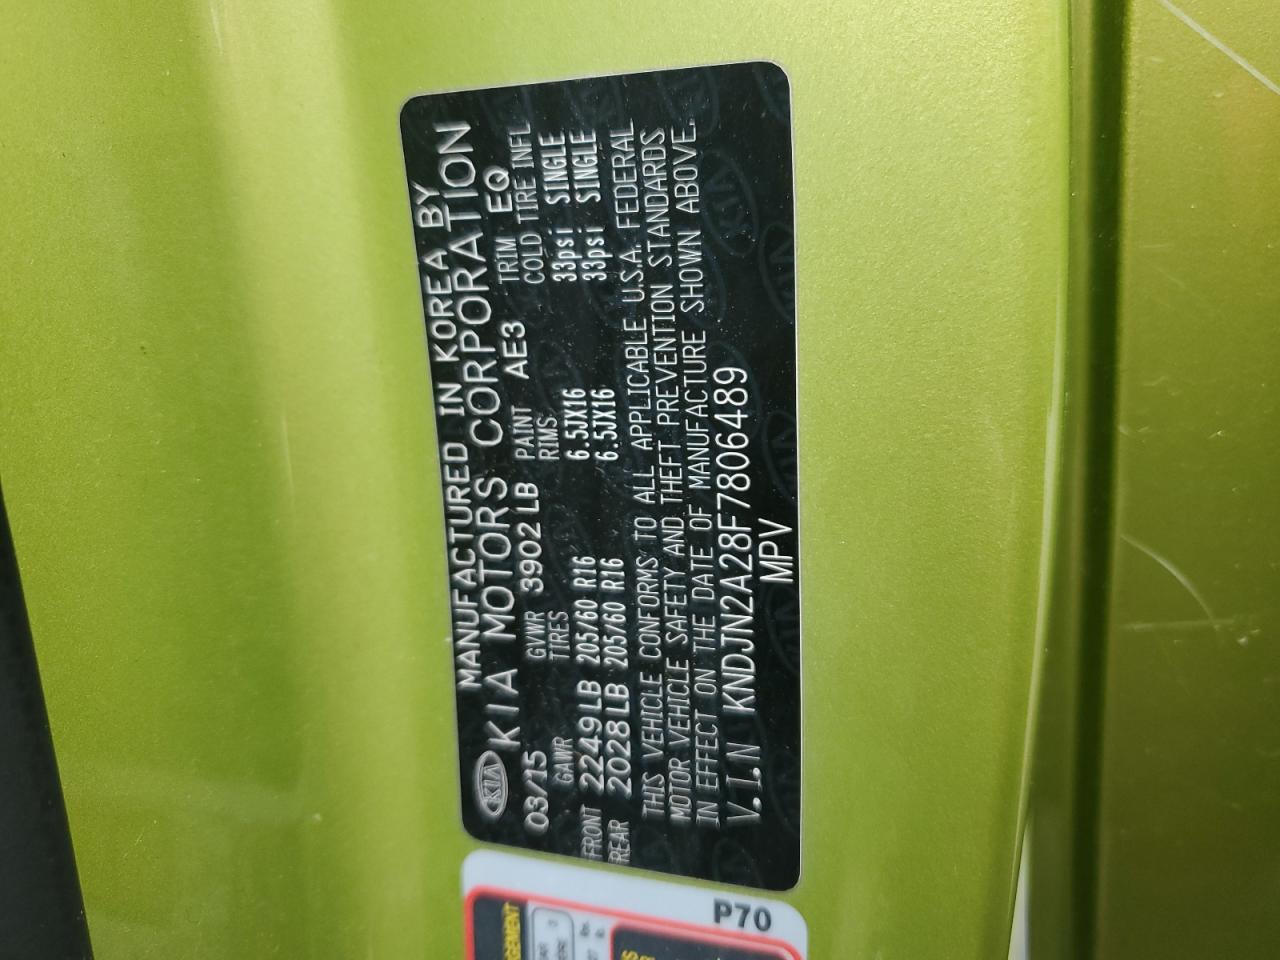 MANUFACTURED IN KOREA BY
KIA KIA MOTORS CORPORATION
03/15 GVWR 3902 LB PAINT AE3 TRIM EQ
GAWR TIRES RIMS COLD TIRE INFL
FRONT 2249LB 205/60 R16 6.5JX16 33psi SINGLE
REAR 2028LB 205/60 R16 6.5JX16 33psi SINGLE
THIS VEHICLE CONFORMS TO ALL APPLICABLE U.S.A. FEDERAL
MOTOR VEHICLE SAFETY AND THEFT PREVENTION STANDARDS
IN EFFECT ON THE DATE OF MANUFACTURE SHOWN ABOVE.
V.I.N KNDJN2A28F7806489
MPV
P70